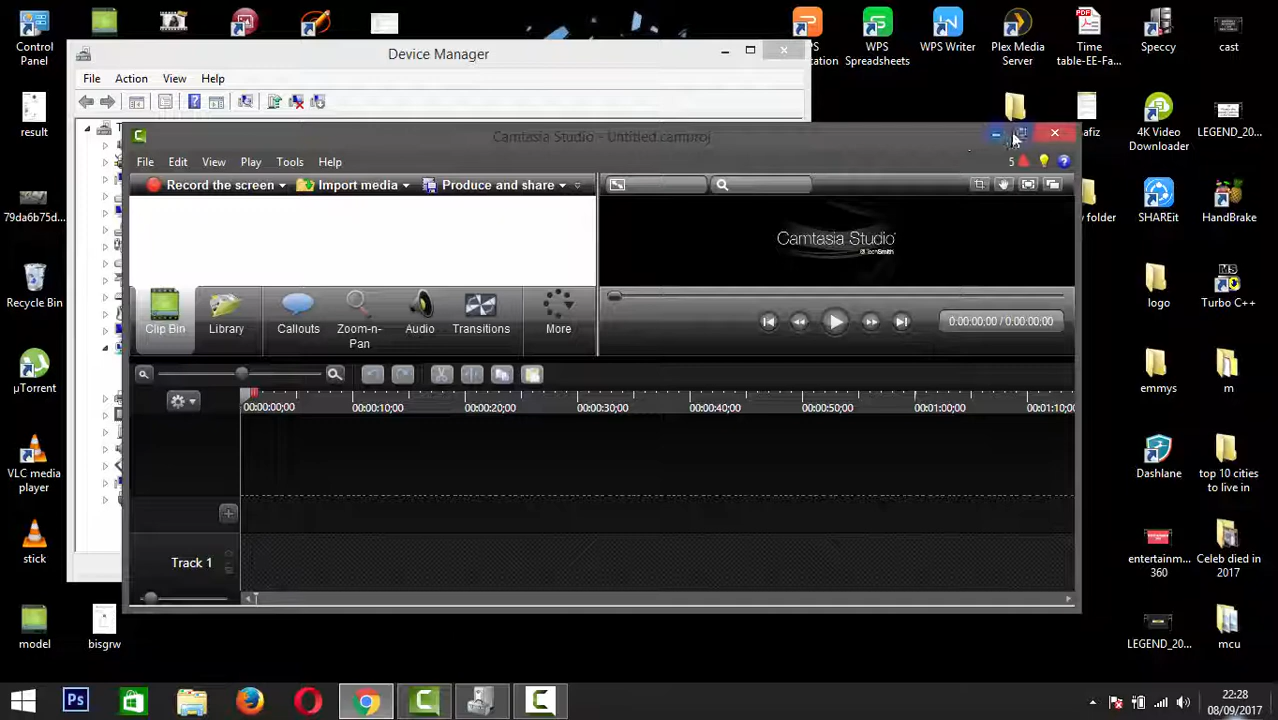 Control
Panel
WPS
Spreadsheets
WPS Writer
Plex Media
Server
Time
table-EE-Fa...
Speccy
cast
Device Manager
File Action View Help
result
4K Video
Downloader
LEGEND_20...
Camtasia Studio - Untitled.camproj
File Edit View Play Tools Help
5
Record the screen
Import media
Produce and share
79da6b75d...
SHAREit
HandBrake
Camtasia Studio
TechSmith
Recycle Bin
logo
Turbo C++
Clip Bin
Library
Callouts
Zoom-n-
Pan
Audio
Transitions
More
0:00:00;00 / 0:00:00;00
µTorrent
emmys
m
00:00:00;00 00:00:10;00 00:00:20;00 00:00:30;00 00:00:40;00 00:00:50;00 00:01:00;00 00:01:10;00
VLC media
player
Dashlane
top 10 cities
to live in
stick
Track 1
entertainm...
360
Celeb died in
2017
model
bisgrw
LEGEND_20...
mcu
Ps
22:28
08/09/2017